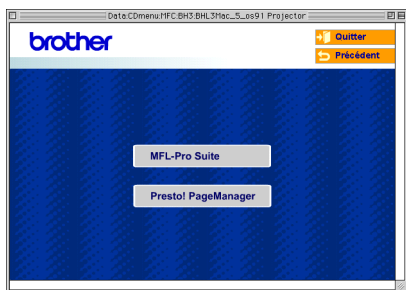 Data:CDmenu:MFC:BH3:BHL3Mac_5_os91 Projector
brother
Quitter
Précédent
MFL-Pro Suite
Presto! PageManager